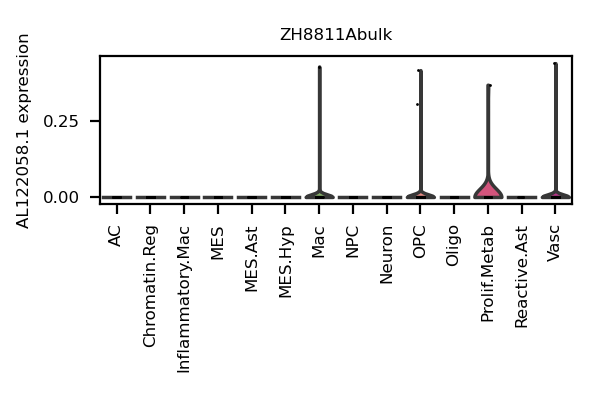 ZH8811Abulk
AL122058.1 expression
0.25
0.00
AC
Chromatin.Reg
Inflammatory.Mac
MES
MES.Ast
MES.Hyp
Mac
NPC
Neuron
OPC
Oligo
Prolif.Metab
Reactive.Ast
Vasc